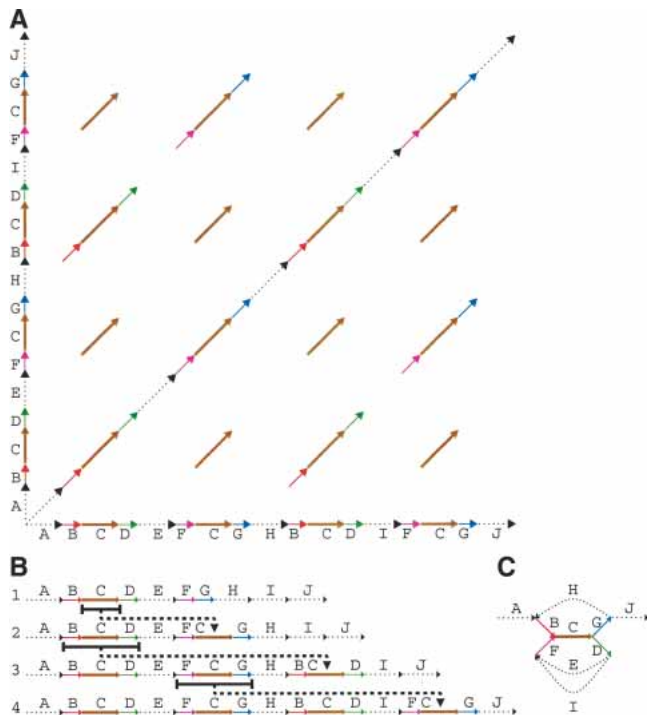 A
J
G
C
F
I
D
C
B
H
G
C
F
E
D
C
B
A
A B C D E F C G H B C D I F C G J
B
1 A B C D E F G H I J
2 A B C D E F C G H I J
3 A B C D E F C G H B C D I J
4 A B C D E F C G H B C D I F C G J
C
H
A J
B C G
F E D
I